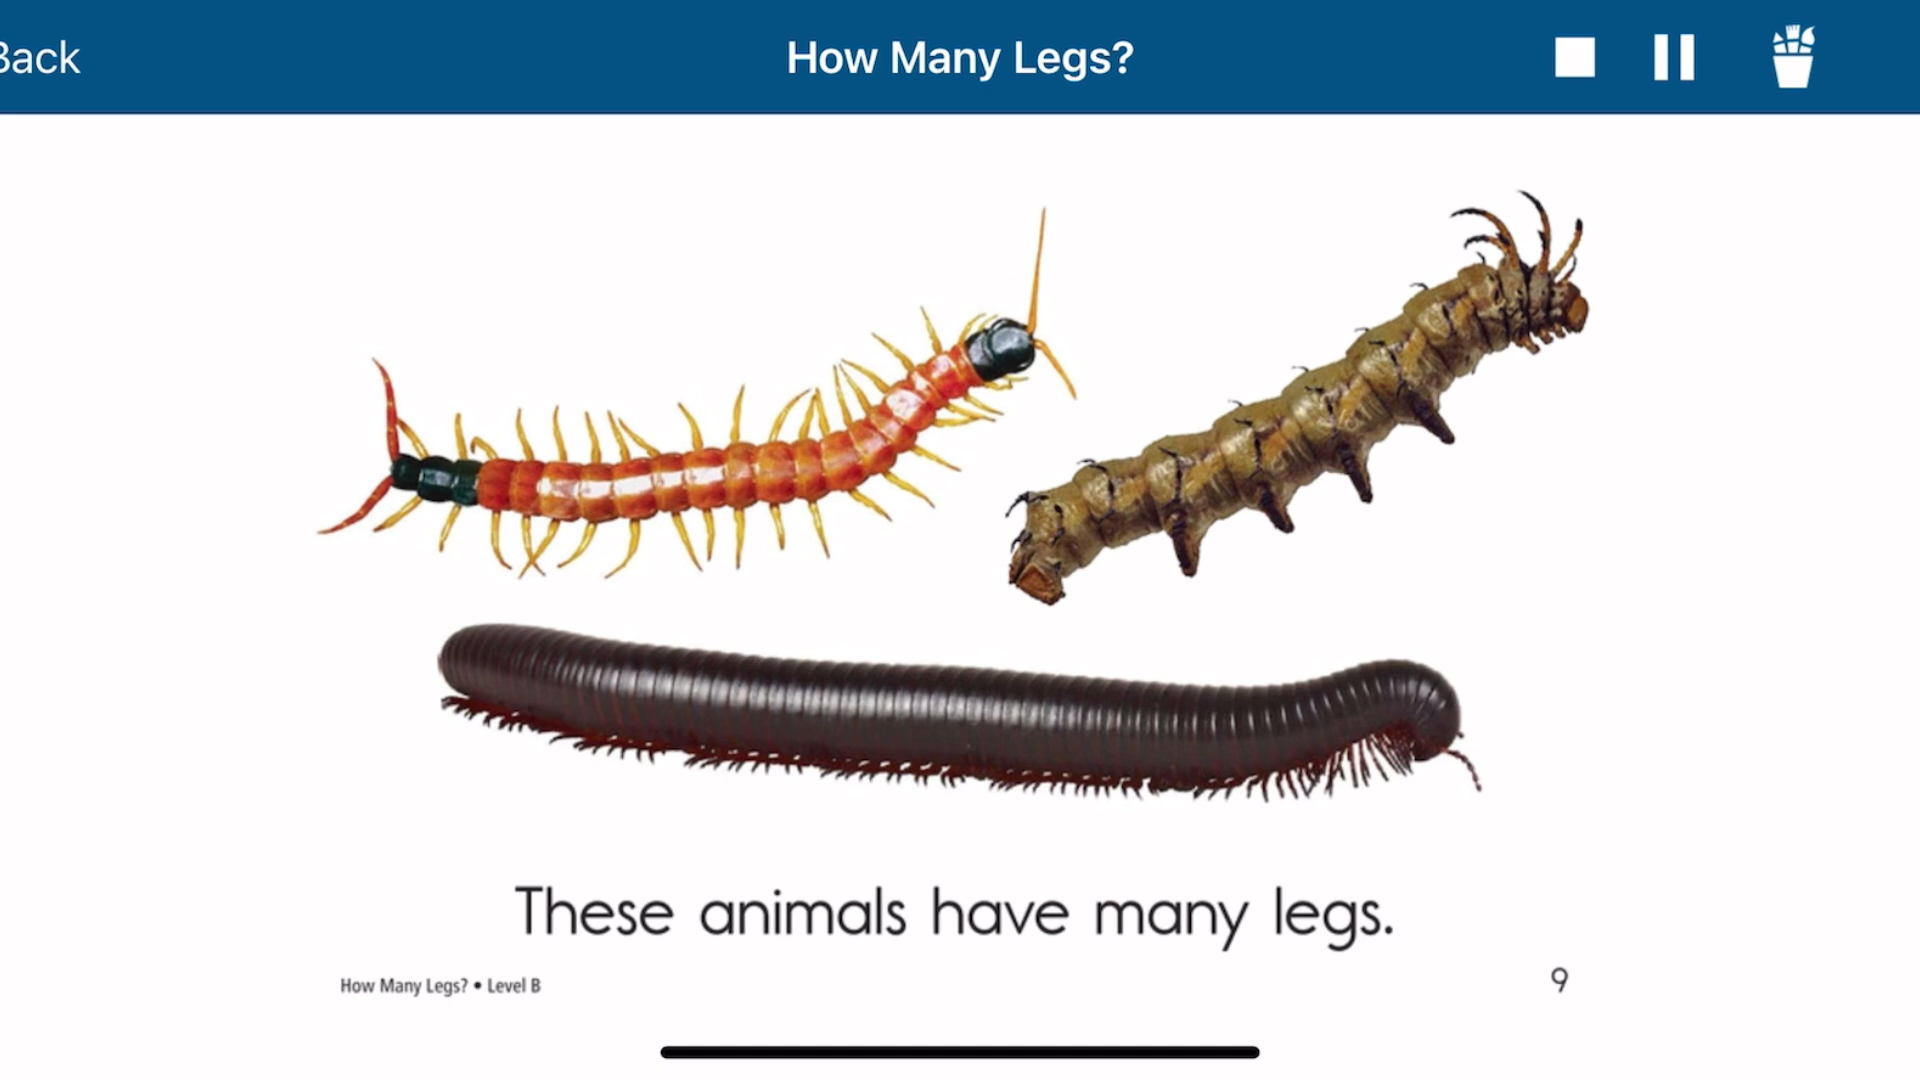 Back
How Many Legs?
These animals have many legs.
How Many Legs? • Level B
9